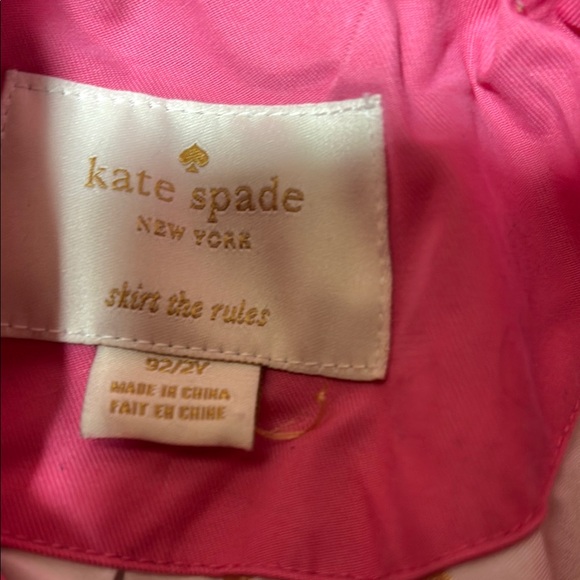 kate spade
NEW YORK
skirt the rules
92/2Y
MADE IN CHINA
FAIT EN CHINE